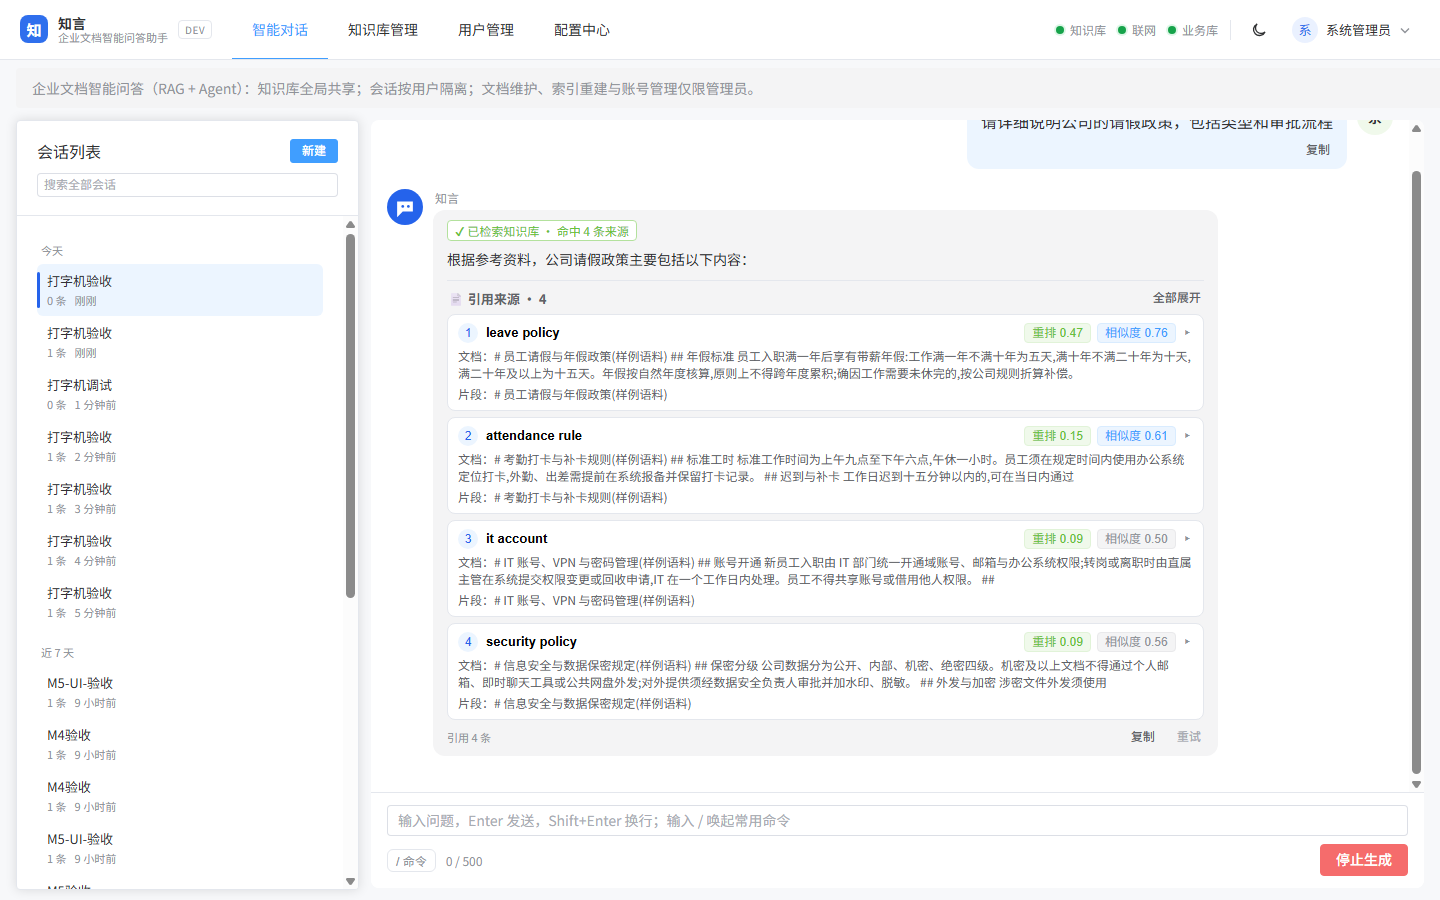 知
知言
企业文档智能问答助手
DEV
智能对话
知识库管理
用户管理
配置中心
知识库
联网
业务库
系
系统管理员
企业文档智能问答（RAG + Agent）：知识库全局共享；会话按用户隔离；文档维护、索引重建与账号管理仅限管理员。
会话列表
新建
搜索全部会话
今天
打字机验收
0 条 刚刚
打字机验收
1 条 刚刚
打字机调试
0 条 1 分钟前
打字机验收
1 条 2 分钟前
打字机验收
1 条 3 分钟前
打字机验收
1 条 4 分钟前
打字机验收
1 条 5 分钟前
近 7 天
M5-UI-验收
1 条 9 小时前
M4验收
1 条 9 小时前
M4验收
1 条 9 小时前
M5-UI-验收
1 条 9 小时前
请详细说明公司的请假政策，包括类型和审批流程
复制
知言
✓ 已检索知识库 · 命中 4 条来源
根据参考资料，公司请假政策主要包括以下内容：
引用来源 · 4
全部展开
1 leave policy 重排 0.47 相似度 0.76
文档：# 员工请假与年假政策(样例语料) ## 年假标准 员工入职满一年后享有带薪年假:工作满一年不满十年为五天,满十年不满二十年为十天,
满二十年及以上为十五天。年假按自然年度核算,原则上不得跨年度累积;确因工作需要未休完的,按公司规则折算补偿。
片段：# 员工请假与年假政策(样例语料)
2 attendance rule 重排 0.15 相似度 0.61
文档：# 考勤打卡与补卡规则(样例语料) ## 标准工时 标准工作时间为上午九点至下午六点,午休一小时。员工须在规定时间内使用办公系统
定位打卡,外勤、出差需提前在系统报备并保留打卡记录。 ## 迟到与补卡 工作日迟到十五分钟以内的,可在当日内通过
片段：# 考勤打卡与补卡规则(样例语料)
3 it account 重排 0.09 相似度 0.50
文档：# IT 账号、VPN 与密码管理(样例语料) ## 账号开通 新员工入职由 IT 部门统一开通域账号、邮箱与办公系统权限;转岗或离职时由直属
主管在系统提交权限变更或回收申请,IT 在一个工作日内处理。员工不得共享账号或借用他人权限。 ##
片段：# IT 账号、VPN 与密码管理(样例语料)
4 security policy 重排 0.09 相似度 0.56
文档：# 信息安全与数据保密规定(样例语料) ## 保密分级 公司数据分为公开、内部、机密、绝密四级。机密及以上文档不得通过个人邮
箱、即时聊天工具或公共网盘外发;对外提供须经数据安全负责人审批并加水印、脱敏。 ## 外发与加密 涉密文件外发须使用
片段：# 信息安全与数据保密规定(样例语料)
引用 4 条
复制
重试
输入问题，Enter 发送，Shift+Enter 换行；输入 / 唤起常用命令
/ 命令
0 / 500
停止生成